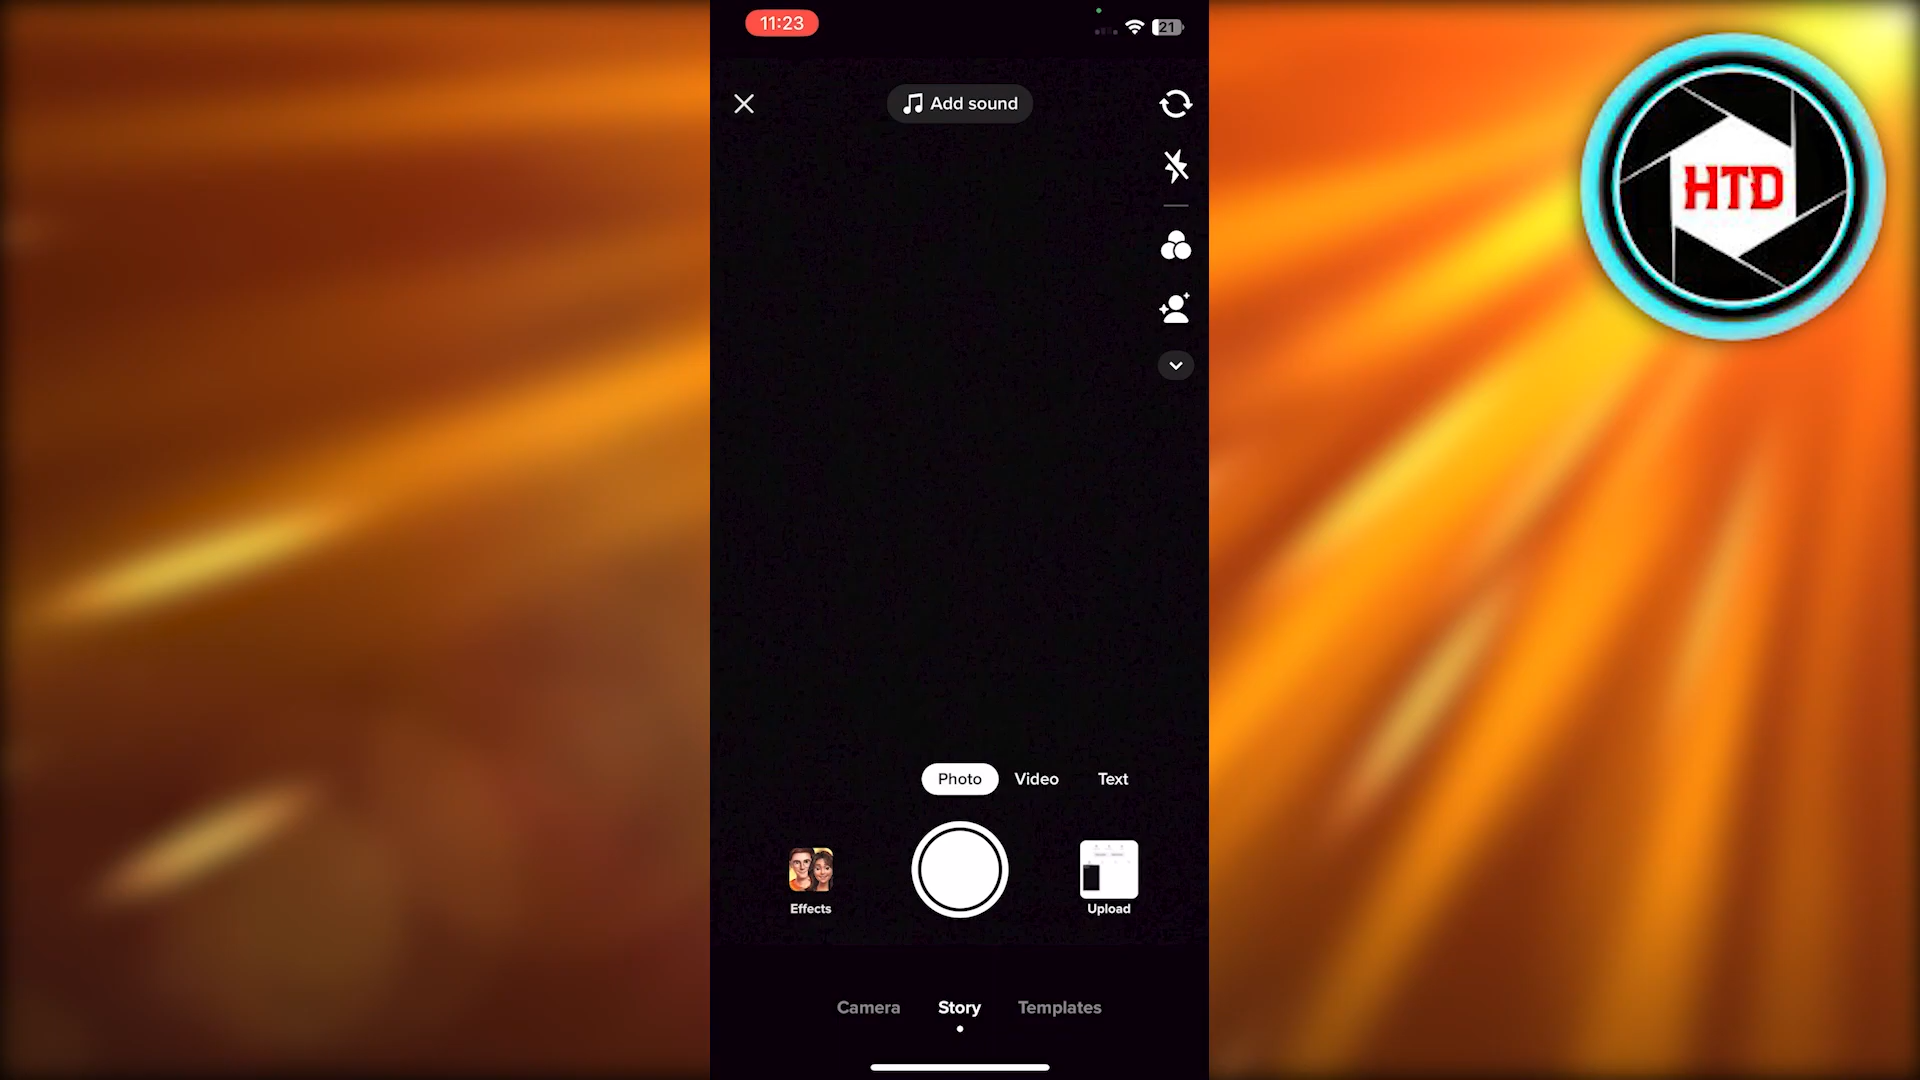 11:23
21
Add sound
HTD
Photo Video Text
Effects
Upload
Camera Story Templates